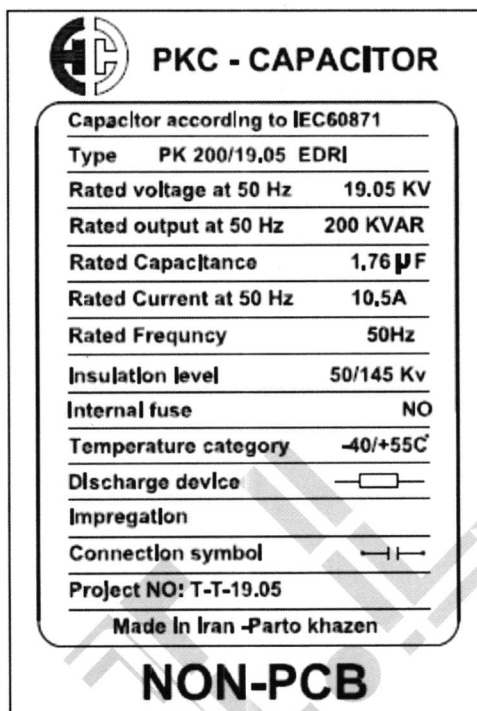 HC PKC - CAPACITOR
Capacitor according to IEC60871
Type PK 200/19.05 EDRI
Rated voltage at 50 Hz 19.05 KV
Rated output at 50 Hz 200 KVAR
Rated Capacitance 1,76 µF
Rated Current at 50 Hz 10,5A
Rated Frequncy 50Hz
Insulation level 50/145 Kv
Internal fuse NO
Temperature category -40/+55C°
Discharge device
Impregation
Connection symbol
Project NO: T-T-19.05
Made In Iran -Parto khazen
NON-PCB